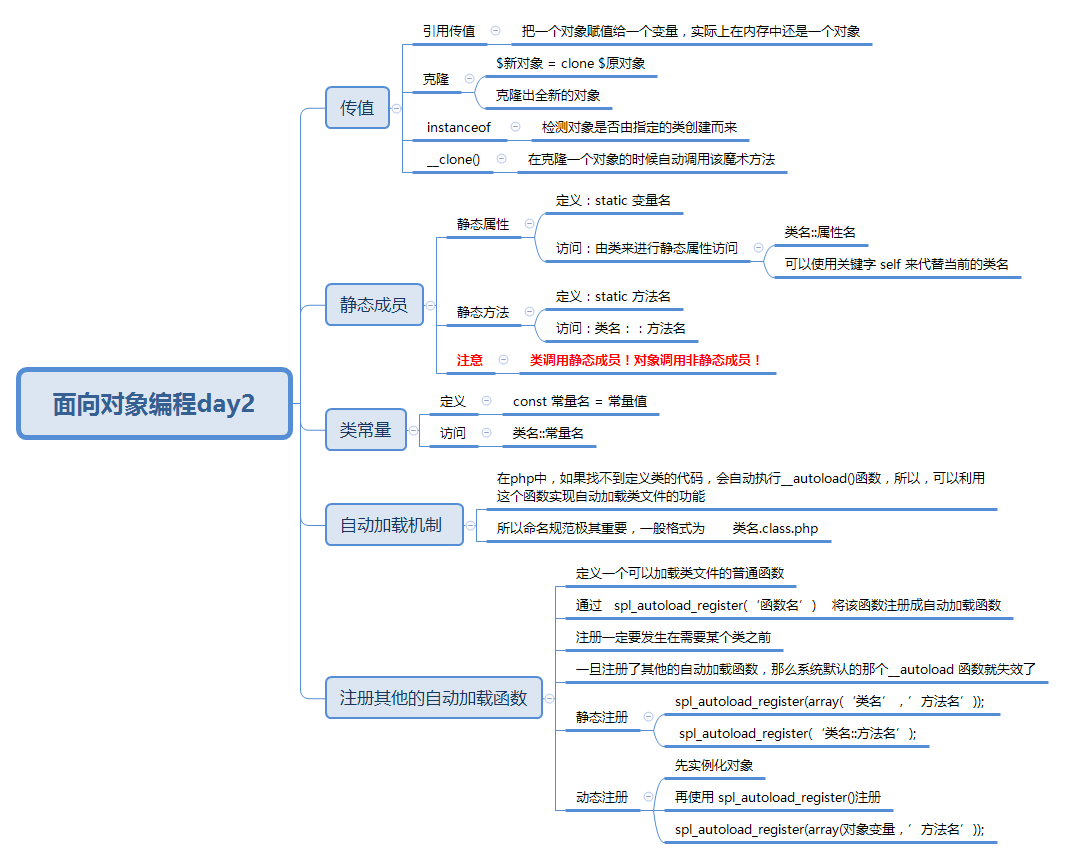 面向对象编程day2
传值
引用传值
把一个对象赋值给一个变量，实际上在内存中还是一个对象
克隆
$新对象 = clone $原对象
克隆出全新的对象
instanceof
检测对象是否由指定的类创建而来
__clone()
在克隆一个对象的时候自动调用该魔术方法
静态成员
静态属性
定义：static 变量名
访问：由类来进行静态属性访问
类名::属性名
可以使用关键字 self 来代替当前的类名
静态方法
定义：static 方法名
访问：类名：：方法名
注意
类调用静态成员！对象调用非静态成员！
类常量
定义
const 常量名 = 常量值
访问
类名::常量名
自动加载机制
在php中，如果找不到定义类的代码，会自动执行__autoload()函数，所以，可以利用
这个函数实现自动加载类文件的功能
所以命名规范极其重要，一般格式为 类名.class.php
注册其他的自动加载函数
定义一个可以加载类文件的普通函数
通过 spl_autoload_register(‘函数名’) 将该函数注册成自动加载函数
注册一定要发生在需要某个类之前
一旦注册了其他的自动加载函数，那么系统默认的那个__autoload 函数就失效了
静态注册
spl_autoload_register(array(‘类名’,’方法名’));
spl_autoload_register(‘类名::方法名’);
动态注册
先实例化对象
再使用 spl_autoload_register()注册
spl_autoload_register(array(对象变量,’方法名’));